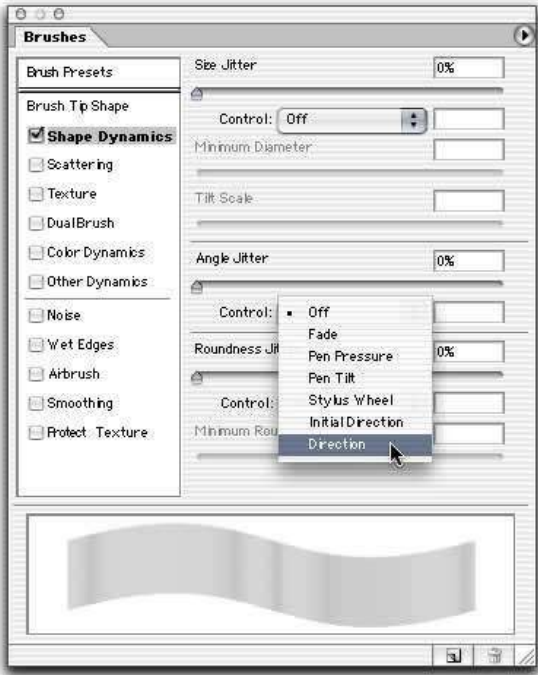 Brushes
Brush Presets
Brush Tip Shape
Shape Dynamics
Scattering
Texture
Dual Brush
Color Dynamics
Other Dynamics
Noise
Wet Edges
Airbrush
Smoothing
Protect Texture
Size Jitter
0%
Control: Off
Minimum Diameter
Tilt Scale
Angle Jitter
0%
Control:
Off
Fade
Pen Pressure
Pen Tilt
Stylus Wheel
Initial Direction
Direction
Roundness Jit
0%
Control:
Minimum Rou